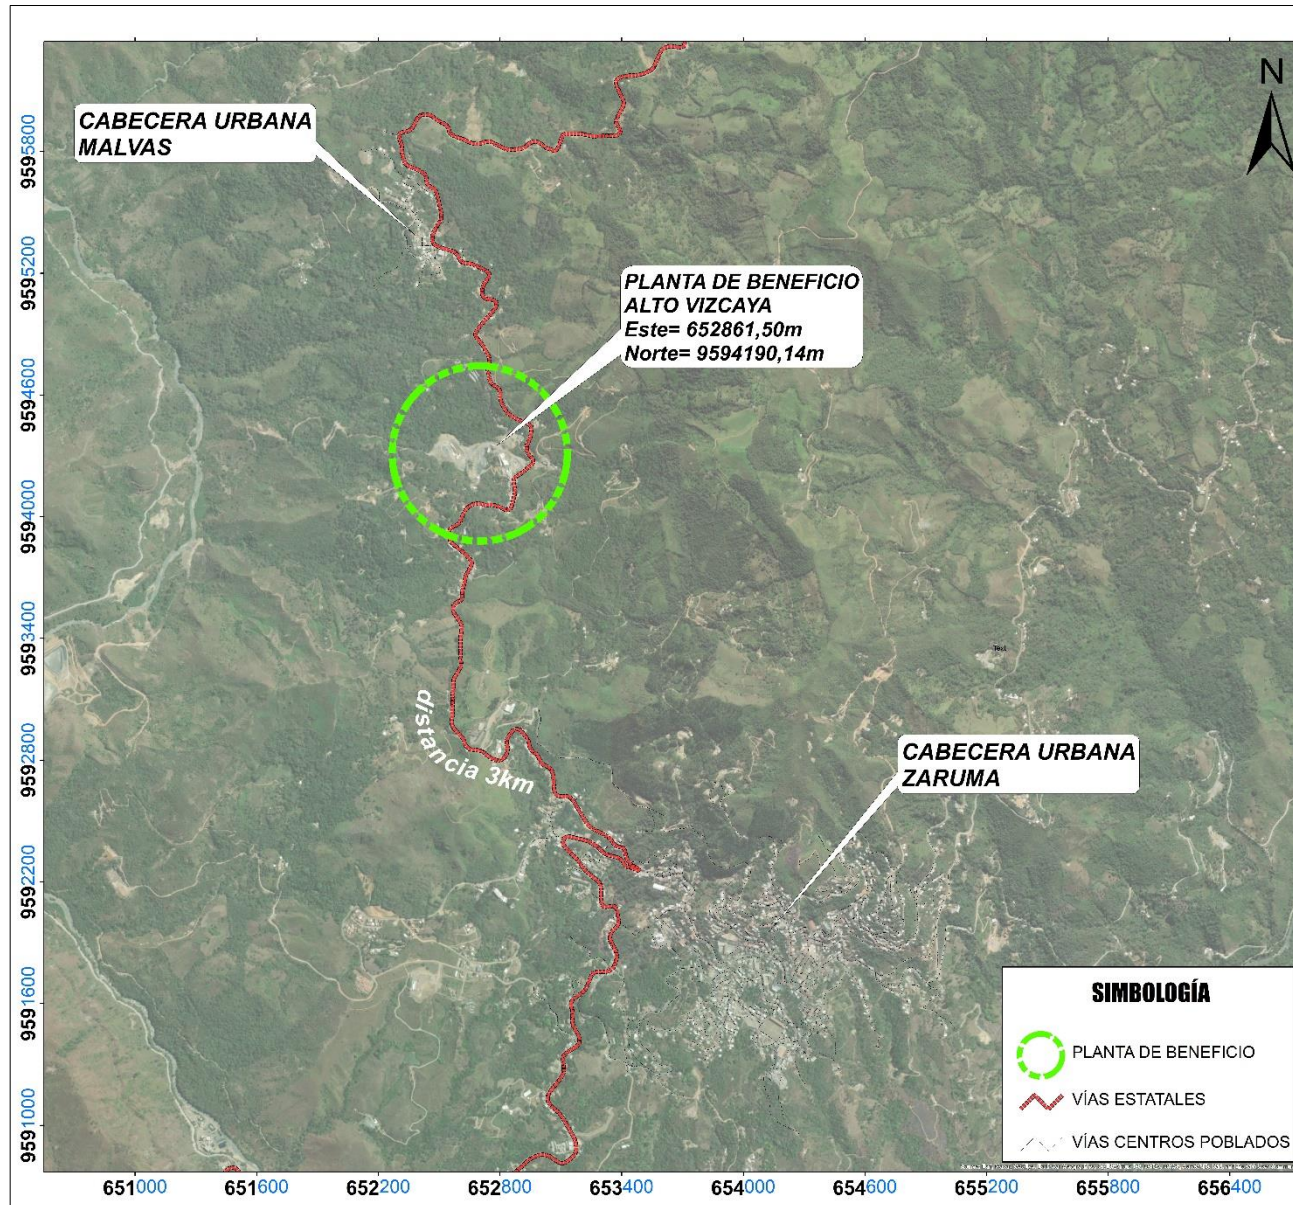 N
CABECERA URBANA
MALVAS
PLANTA DE BENEFICIO
ALTO VIZCAYA
Este= 652861,50m
Norte= 9594190,14m
distancia 3km
CABECERA URBANA
ZARUMA
SIMBOLOGÍA
PLANTA DE BENEFICIO
VÍAS ESTATALES
VÍAS CENTROS POBLADOS
9595800
9595200
9594600
9594000
9593400
9592800
9592200
9591600
9591000
651000 651600 652200 652800 653400 654000 654600 655200 655800 656400